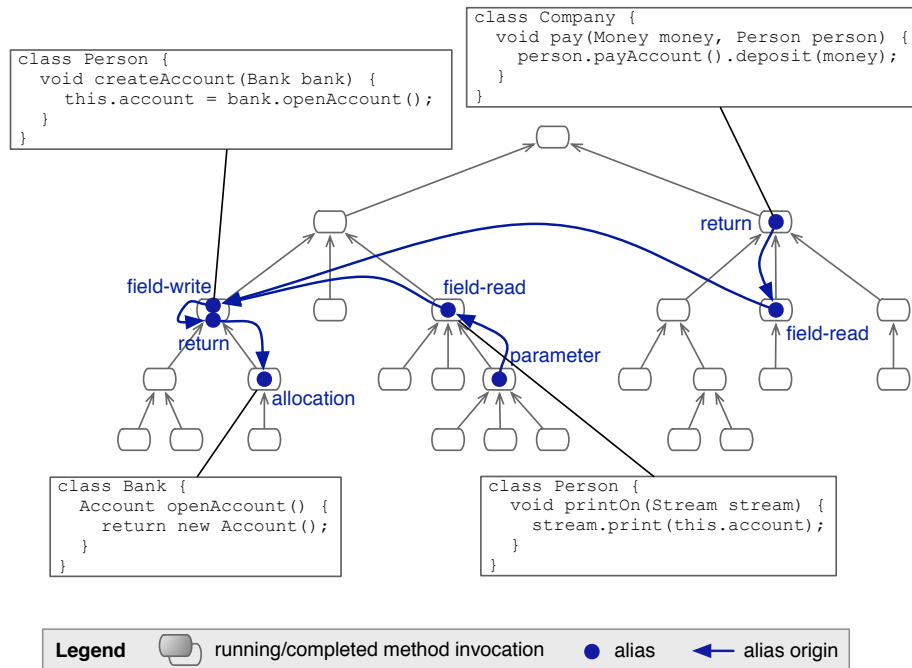 class Company {
  void pay(Money money, Person person) {
    person.payAccount().deposit(money);
  }
}
class Person {
  void createAccount(Bank bank) {
    this.account = bank.openAccount();
  }
}
return
field-write
field-read
return
field-read
parameter
allocation
class Bank {
  Account openAccount() {
    return new Account();
  }
}
class Person {
  void printOn(Stream stream) {
    stream.print(this.account);
  }
}
Legend running/completed method invocation alias alias origin